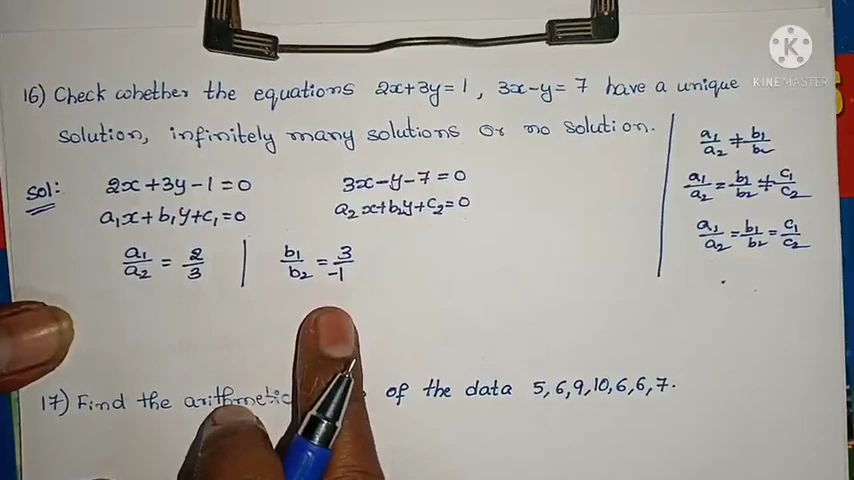 K
KINEMASTER
16) Check whether the equations 2x+3y=1 , 3x-y=7 have a unique
solution, infinitely many solutions or no solution.
Sol: 2x+3y-1=0 3x-y-7=0
a₁x+b₁y+c₁=0 a₂x+b₂y+c₂=0
a₁/a₂ = 2/3 | b₁/b₂ = 3/-1
a₁/a₂ ≠ b₁/b₂
a₁/a₂ = b₁/b₂ ≠ c₁/c₂
a₁/a₂ = b₁/b₂ = c₁/c₂
17) Find the arithmetic of the data 5,6,9,10,6,6,7.